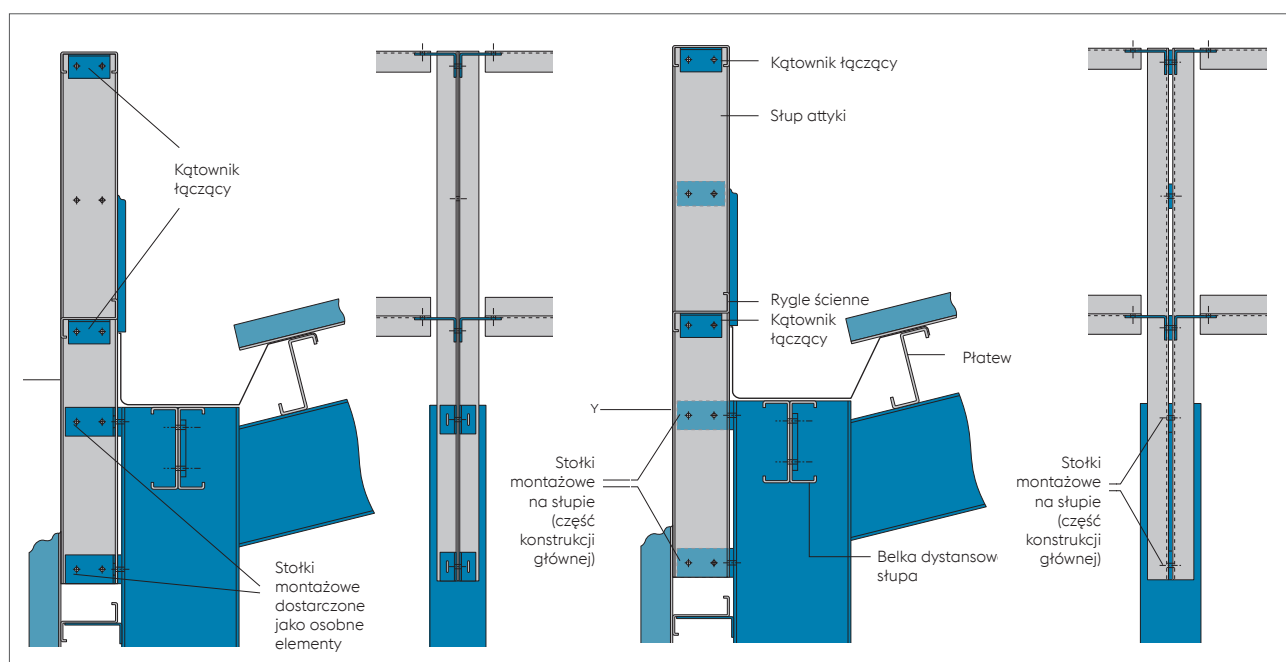 Kątownik
łączący
Stołki
montażowe
dostarczone
jako osobne
elementy
Kątownik łączący
Słup attyki
Rygle ścienne
Kątownik
łączący
Płatew
Y
Stołki
montażowe
na słupie
(część
konstrukcji
głównej)
Belka dystansow
słupa
Stołki
montażowe
na słupie
(część
konstrukcji
głównej)